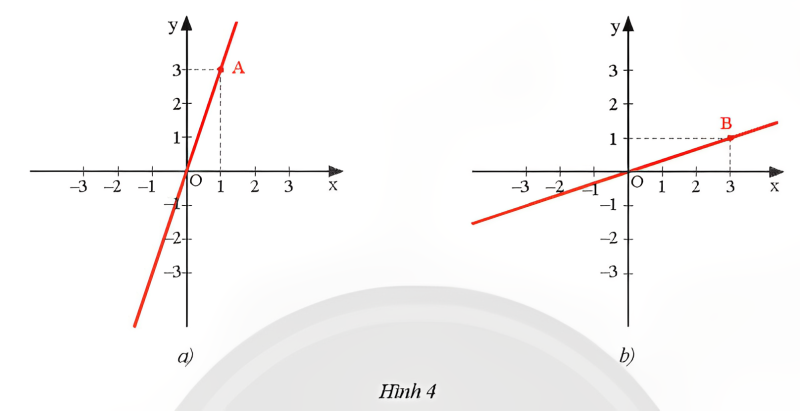 y
3
A
2
1
–3 –2 –1 O 1 2 3 x
–1
–2
–3
a)
y
3
2
B
1
–3 –2 –1 O 1 2 3 x
–1
–2
–3
b)
Hình 4